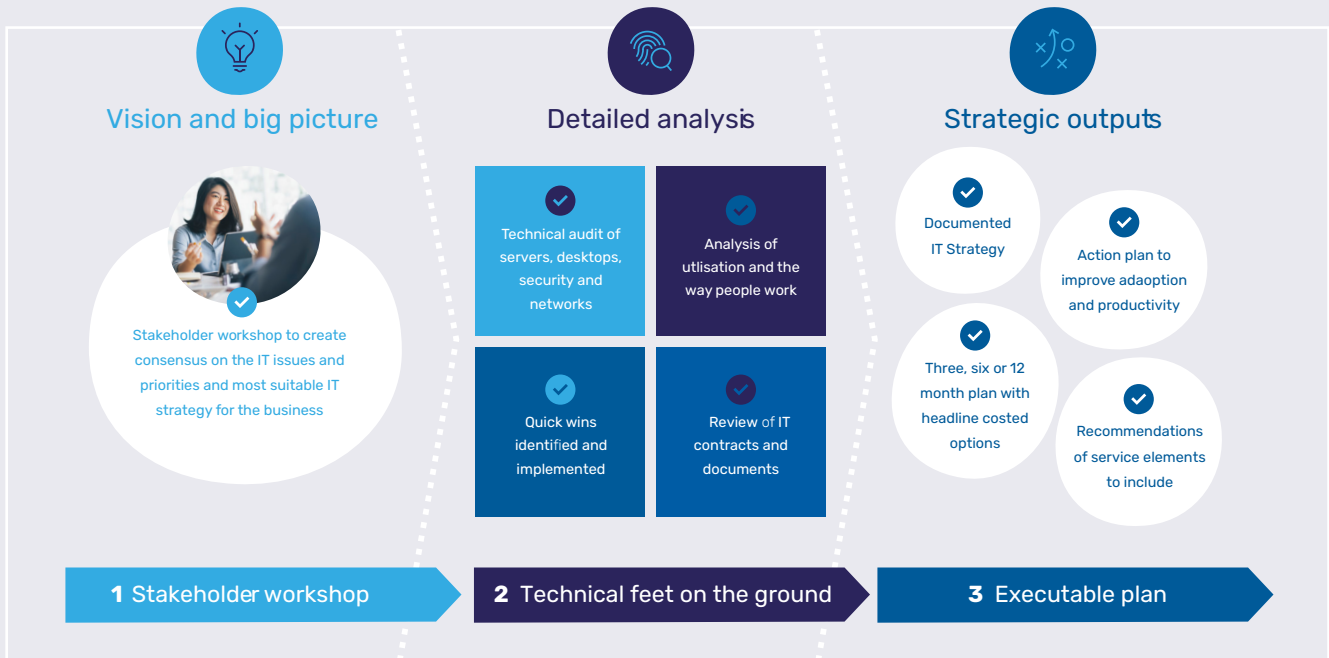 Vision and big picture
Stakeholder workshop to create
consensus on the IT issues and
priorities and most suitable IT
strategy for the business
Detailed analysis
Technical audit of
servers, desktops,
security and
networks
Analysis of
utlisation and the
way people work
Quick wins
identified and
implemented
Review of IT
contracts and
documents
Strategic outputs
Documented
IT Strategy
Action plan to
improve adaoption
and productivity
Three, six or 12
month plan with
headline costed
options
Recommendations
of service elements
to include
1 Stakeholder workshop
2 Technical feet on the ground
3 Executable plan